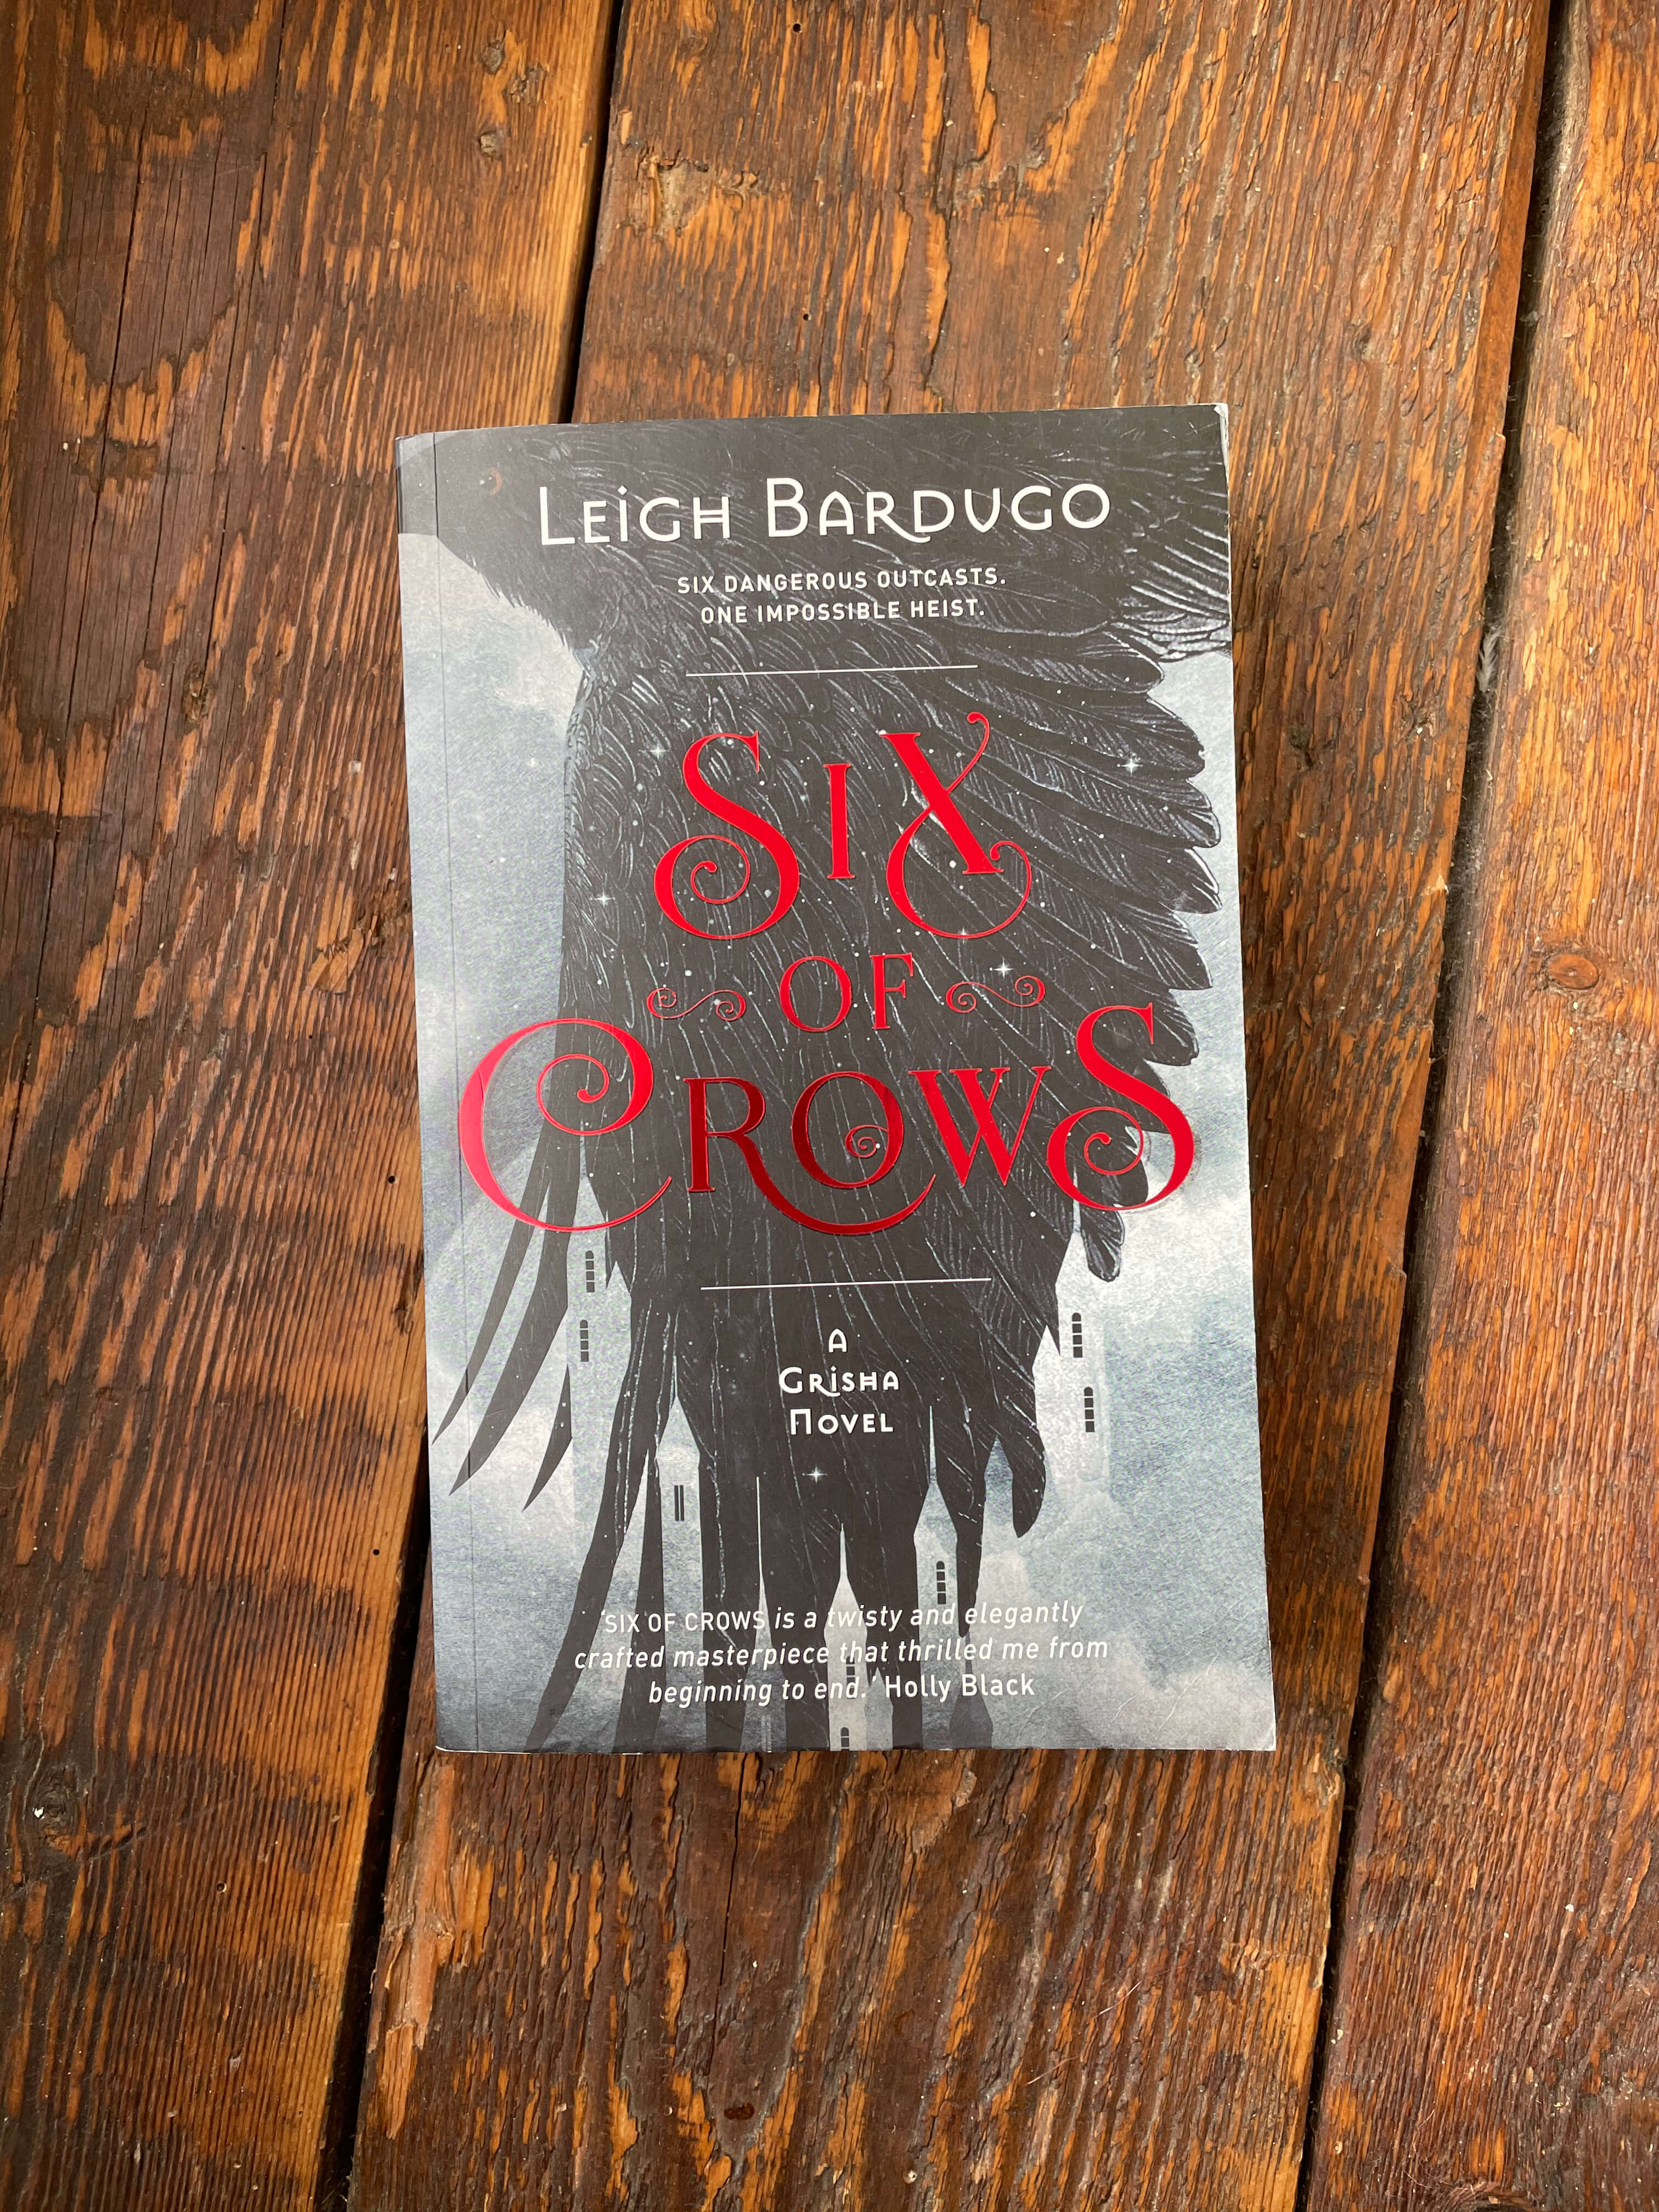 LEIGH BARDUGO
SIX DANGEROUS OUTCASTS.
ONE IMPOSSIBLE HEIST.
SIX
OF
CROWS
A
GRISHA
NOVEL
'SIX OF CROWS is a twisty and elegantly
crafted masterpiece that thrilled me from
beginning to end.' Holly Black